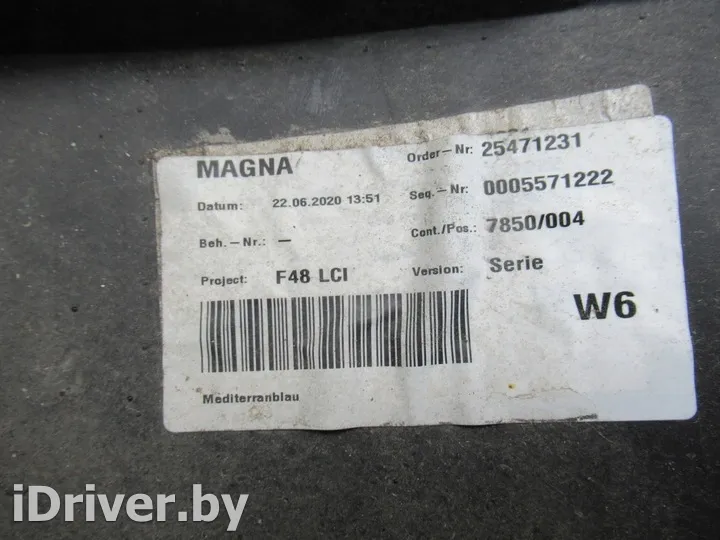 MAGNA
Order-Nr: 25471231
Datum: 22.06.2020 13:51
Seq.-Nr: 0005571222
Beh.-Nr.: -
Cont./Pos.: 7850/004
Project: F48 LCI
Version: Serie
W6
Mediterranblau
iDriver.by